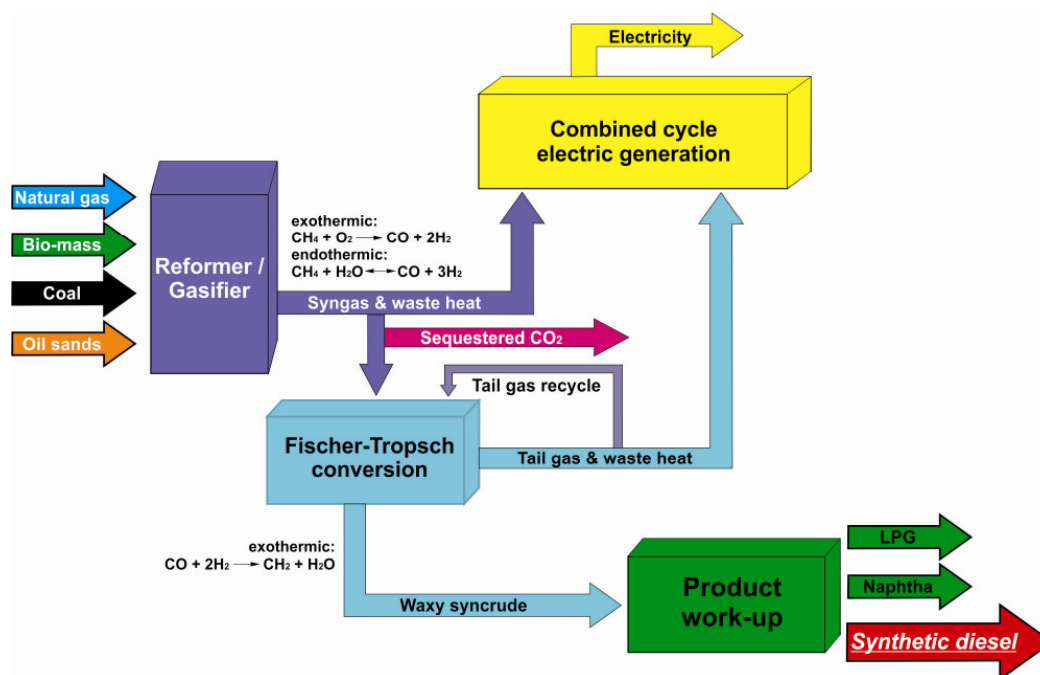 Electricity
Combined cycle
electric generation
Natural gas
Bio-mass
Coal
Oil sands
Reformer /
Gasifier
exothermic:
CH₄ + O₂ → CO + 2H₂
endothermic:
CH₄ + H₂O ↔ CO + 3H₂
Syngas & waste heat
Sequestered CO₂
Tail gas recycle
Fischer-Tropsch
conversion
Tail gas & waste heat
exothermic:
CO + 2H₂ → CH₂ + H₂O
Waxy syncrude
Product
work-up
LPG
Naphtha
Synthetic diesel